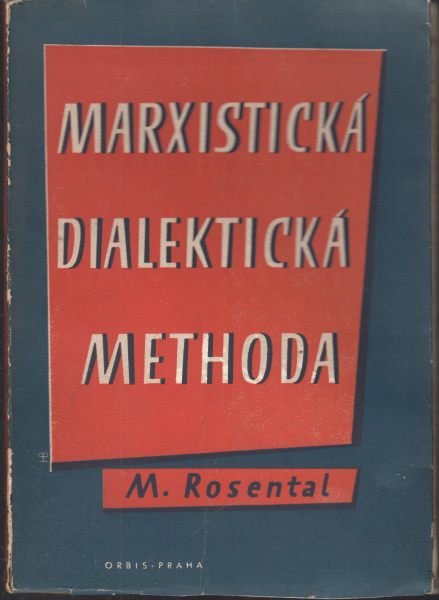 MARXISTICKÁ
DIALEKTICKÁ
METHODA
M. Rosental
ORBIS-PRAHA